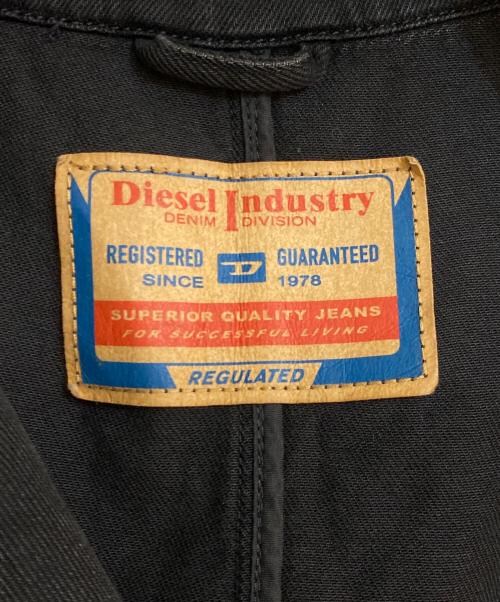 Diesel Industry
DENIM DIVISION
REGISTERED D GUARANTEED
SINCE 1978
SUPERIOR QUALITY JEANS
FOR SUCCESSFUL LIVING
REGULATED